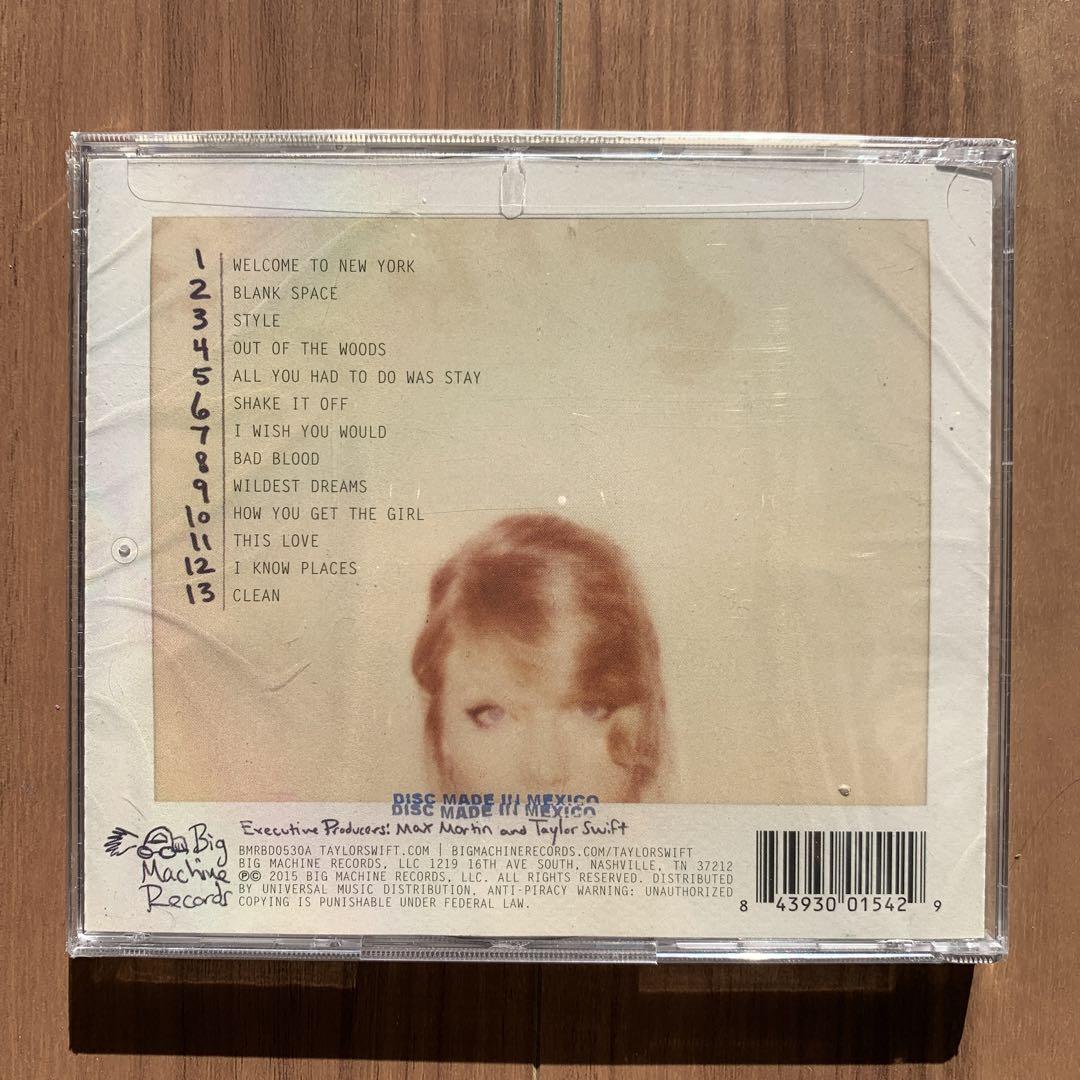 1 WELCOME TO NEW YORK
2 BLANK SPACE
3 STYLE
4 OUT OF THE WOODS
5 ALL YOU HAD TO DO WAS STAY
6 SHAKE IT OFF
7 I WISH YOU WOULD
8 BAD BLOOD
9 WILDEST DREAMS
10 HOW YOU GET THE GIRL
11 THIS LOVE
12 I KNOW PLACES
13 CLEAN
DISC MADE IN MEXICO
DISC MADE IN MEXICO
Big
Machine
Records
Executive Producers: Max Martin and Taylor Swift
BMRBD0530A TAYLORSWIFT.COM | BIGMACHINERECORDS.COM/TAYLORSWIFT
BIG MACHINE RECORDS, LLC 1219 16TH AVE SOUTH, NASHVILLE, TN 37212
℗© 2015 BIG MACHINE RECORDS, LLC. ALL RIGHTS RESERVED. DISTRIBUTED
BY UNIVERSAL MUSIC DISTRIBUTION, ANTI-PIRACY WARNING: UNAUTHORIZED
COPYING IS PUNISHABLE UNDER FEDERAL LAW.
8 43930 01542 9